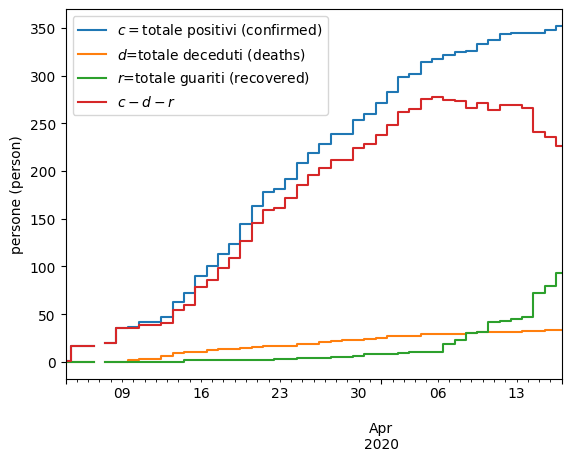 c = totale positivi (confirmed)
d=totale deceduti (deaths)
r=totale guariti (recovered)
c − d − r
persone (person)
350
300
250
200
150
100
50
0
09 16 23 30 06 13
Apr
2020